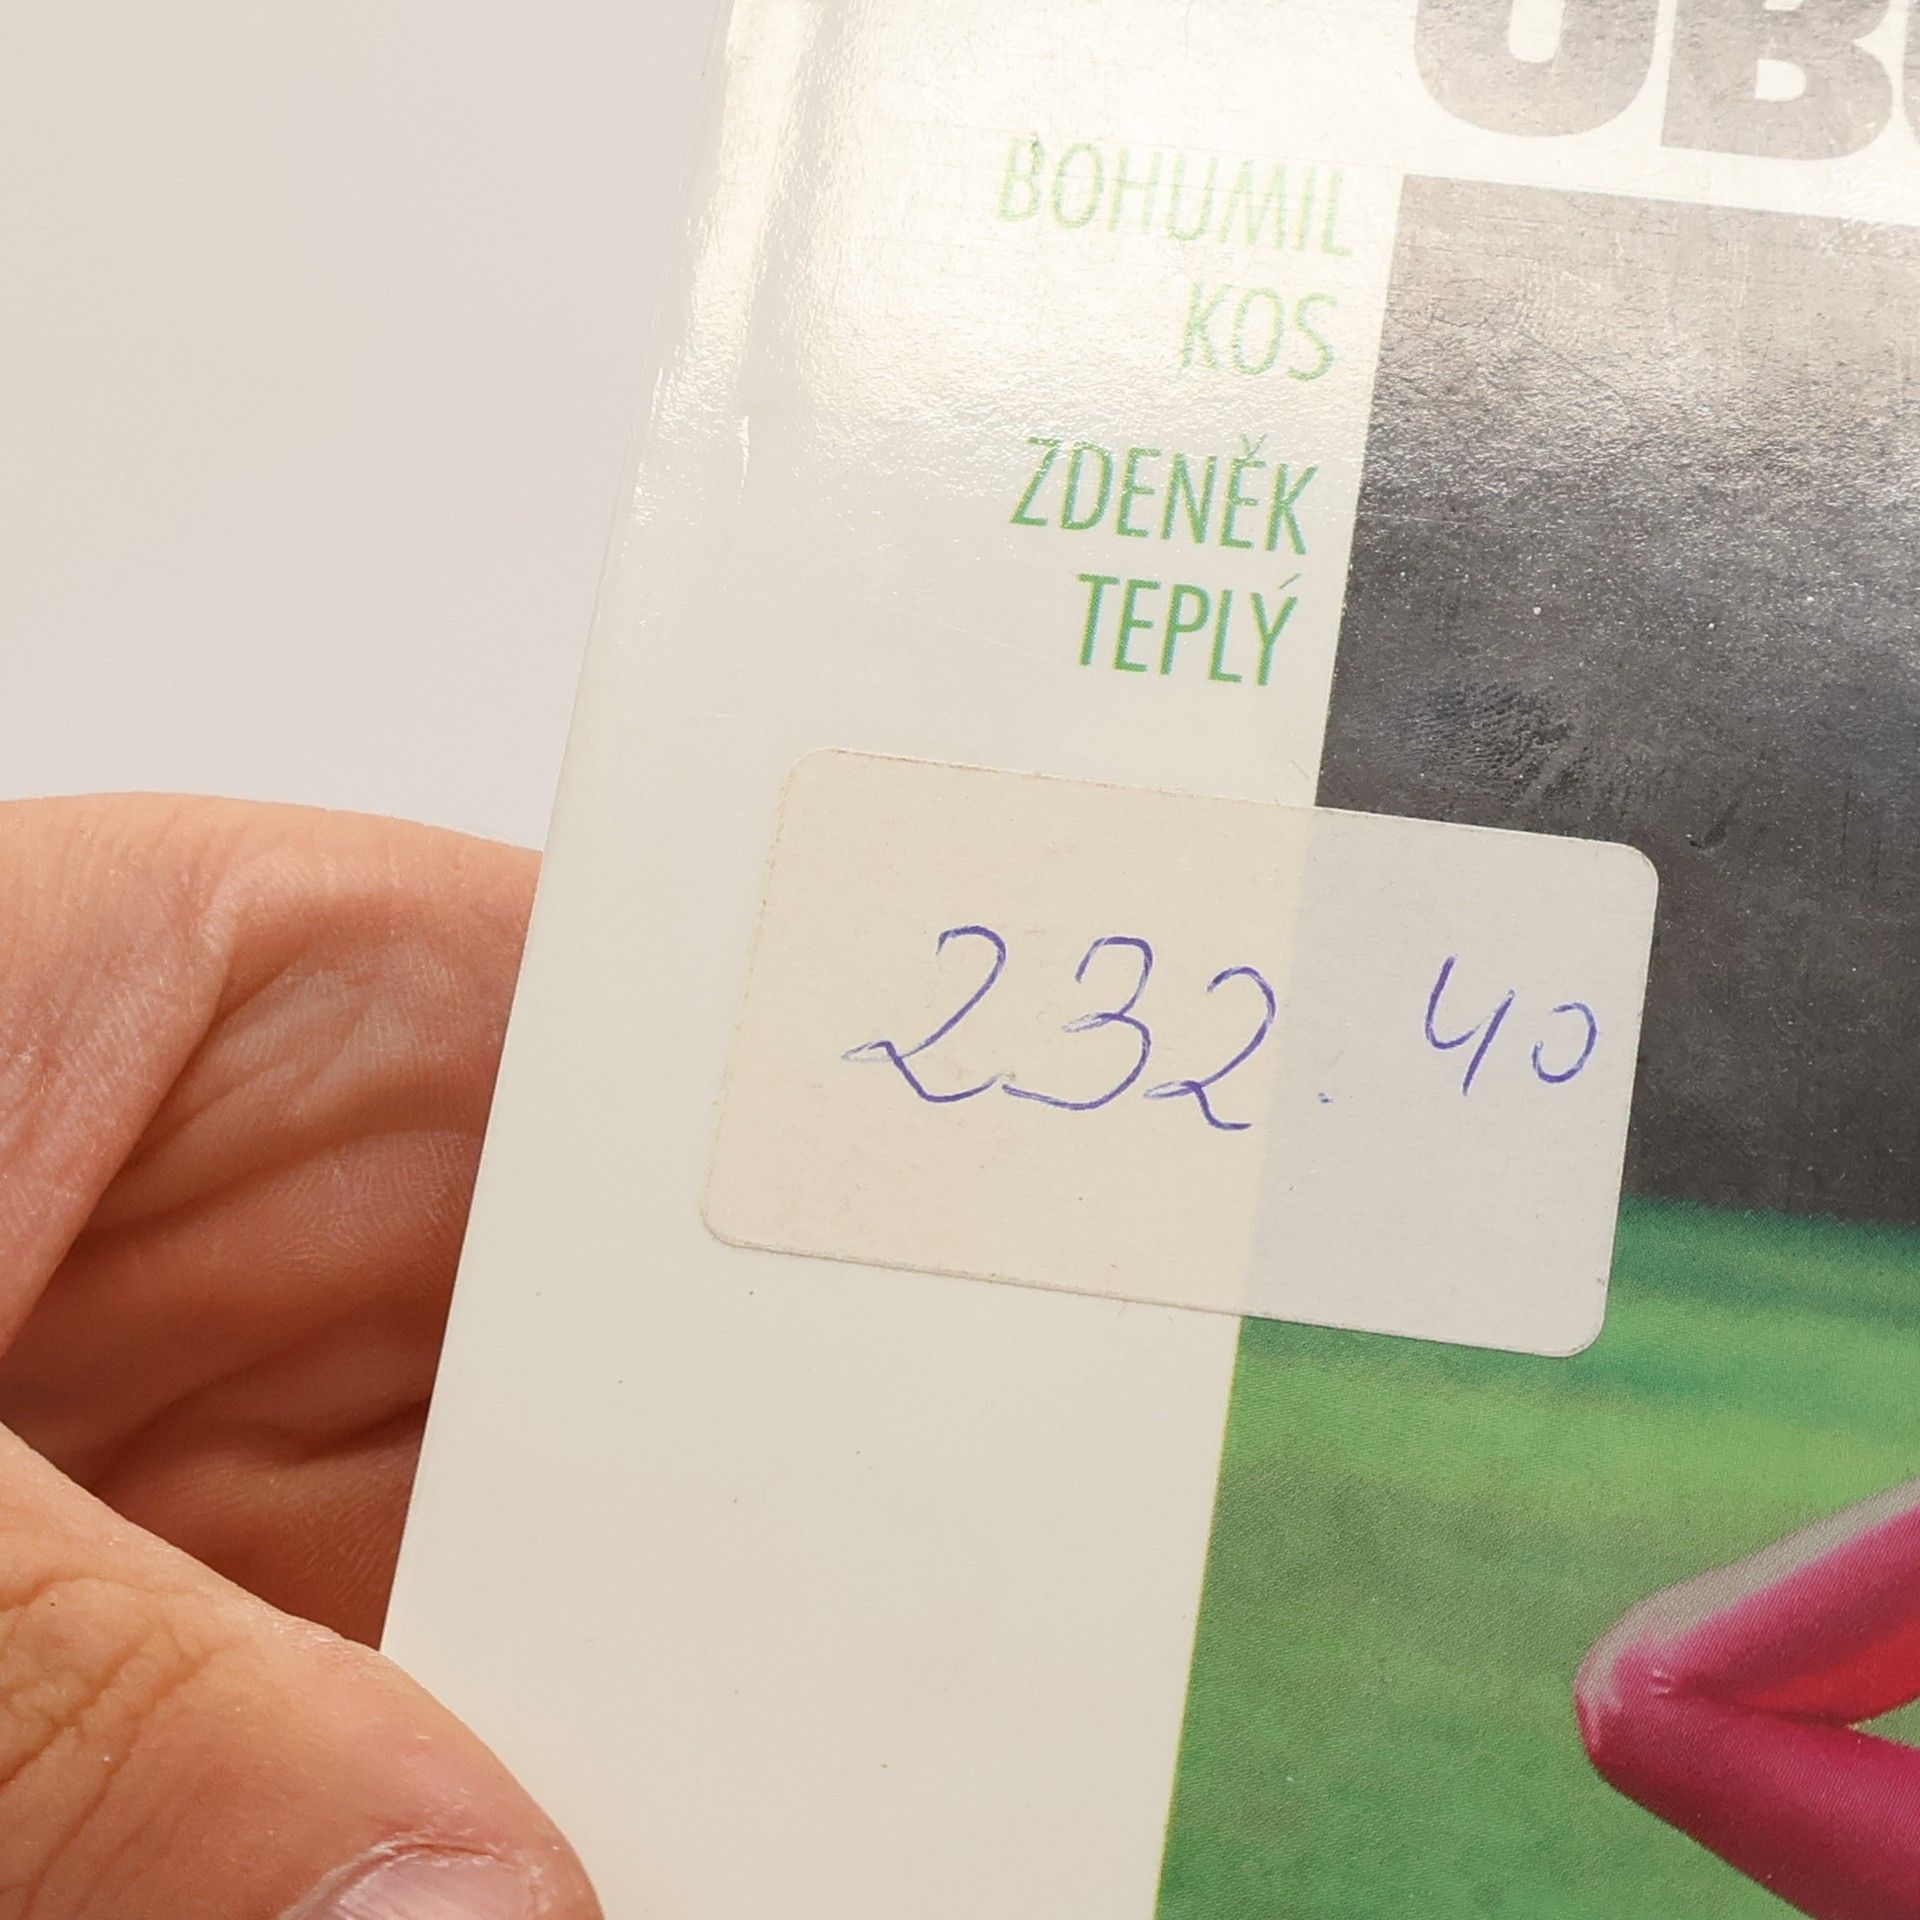 BOHUMIL
KOS
ZDENĚK
TEPLÝ
232.40